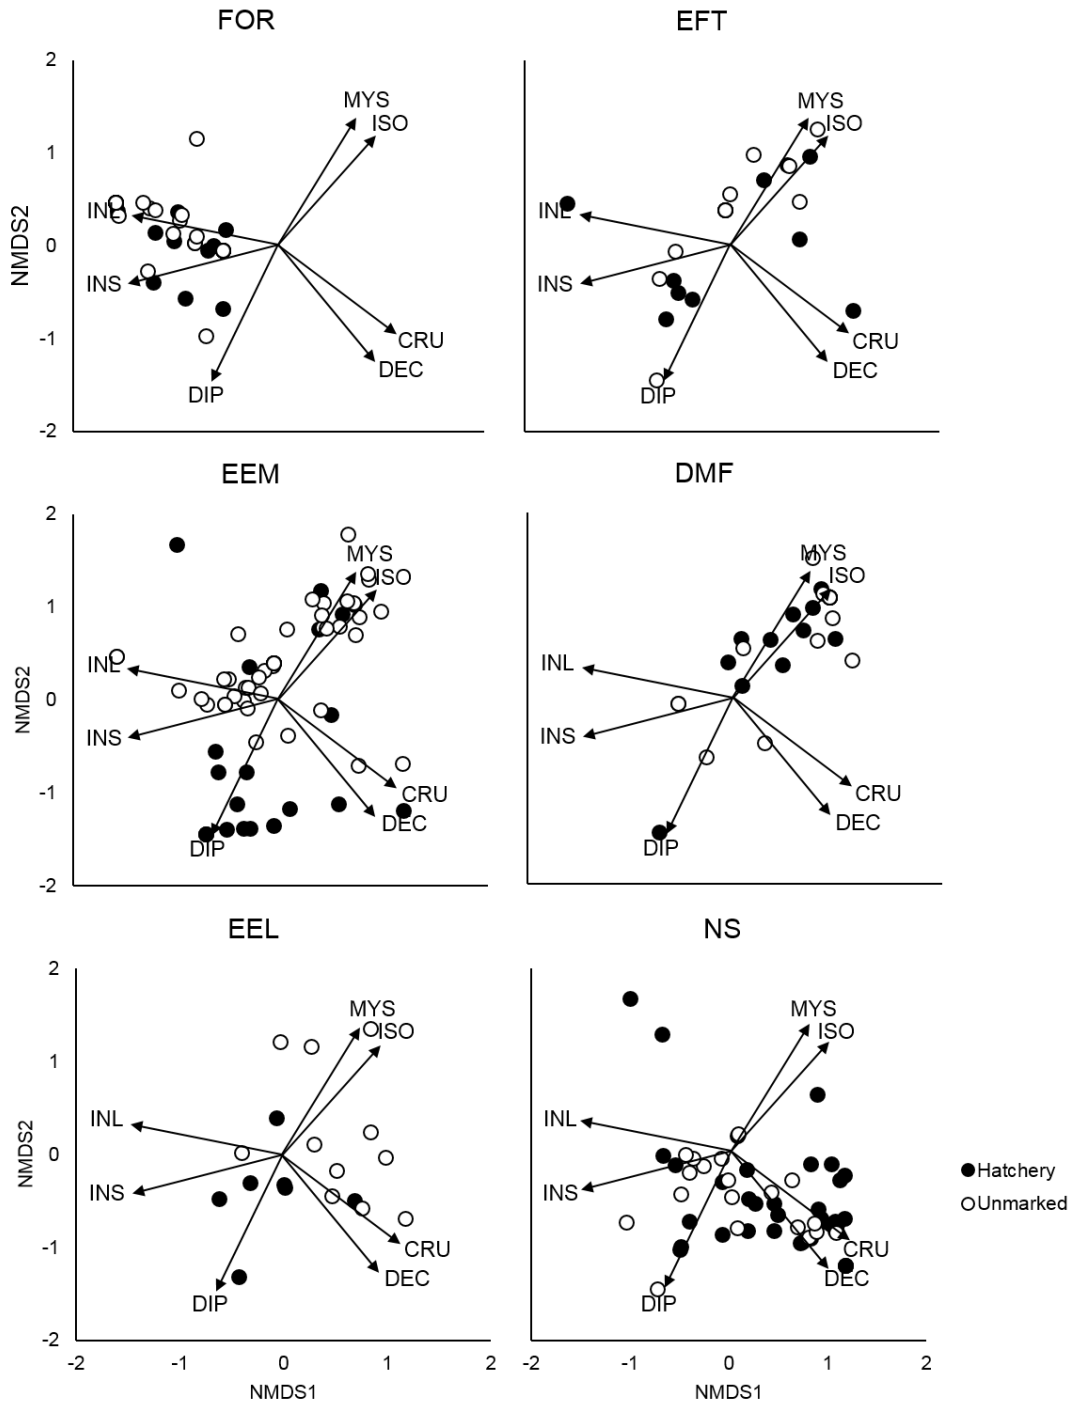 FOR
EFT
2
1
0
-1
-2
NMDS2
MYS
ISO
INL
INS
CRU
DEC
DIP
MYS
ISO
INL
INS
CRU
DEC
DIP
EEM
DMF
2
1
0
-1
-2
NMDS2
MYS
ISO
INL
INS
CRU
DEC
DIP
MYS
ISO
INL
INS
CRU
DEC
DIP
EEL
NS
2
1
0
-1
-2
NMDS2
MYS
ISO
INL
INS
CRU
DEC
DIP
MYS
ISO
INL
INS
CRU
DEC
DIP
Hatchery
Unmarked
-2 -1 0 1 2
-2 -1 0 1 2
NMDS1
NMDS1